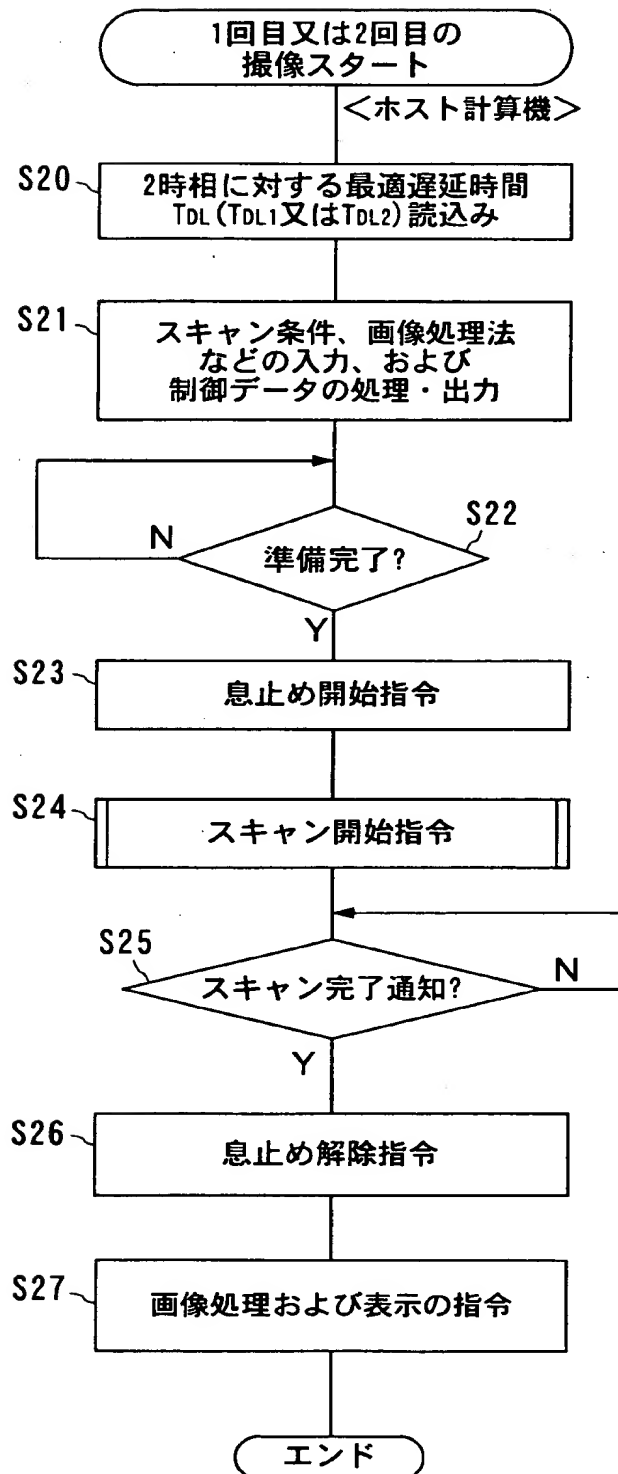 1回目又は2回目の
撮像スタート
<ホスト計算機>
S20
2時相に対する最適遅延時間
TDL(TDL1又はTDL2)読込み
S21
スキャン条件、画像処理法
などの入力、および
制御データの処理・出力
S22
N
準備完了?
Y
S23
息止め開始指令
S24
スキャン開始指令
S25
スキャン完了通知?
N
Y
S26
息止め解除指令
S27
画像処理および表示の指令
エンド